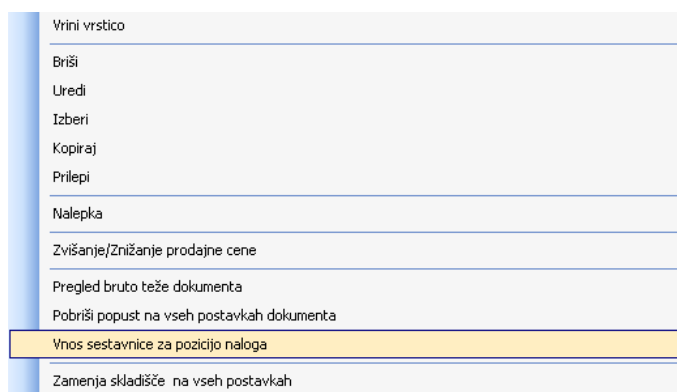 Vrini vrstico
Briši
Uredi
Izberi
Kopiraj
Prilepi
Nalepka
Zvišanje/Znižanje prodajne cene
Pregled bruto teže dokumenta
Pobriši popust na vseh postavkah dokumenta
Vnos sestavnice za pozicijo naloga
Zamenja skladišče  na vseh postavkah